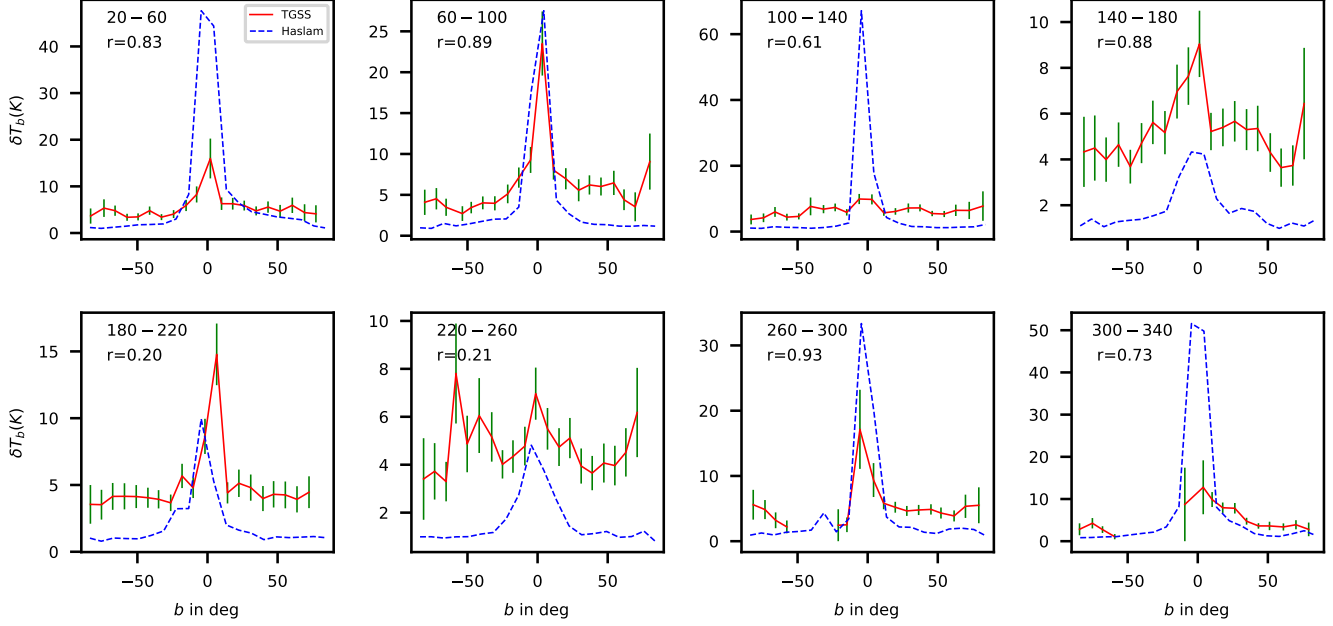 20 − 60
r=0.83
TGSS
Haslam
δT_b(K)
0
10
20
30
40
−50
0
50
60 − 100
r=0.89
0
5
10
15
20
25
−50
0
50
100 − 140
r=0.61
0
20
40
60
−50
0
50
140 − 180
r=0.88
2
4
6
8
10
−50
0
50
180 − 220
r=0.20
δT_b(K)
0
5
10
15
−50
0
50
b in deg
220 − 260
r=0.21
2
4
6
8
10
−50
0
50
b in deg
260 − 300
r=0.93
0
10
20
30
−50
0
50
b in deg
300 − 340
r=0.73
0
10
20
30
40
50
−50
0
50
b in deg